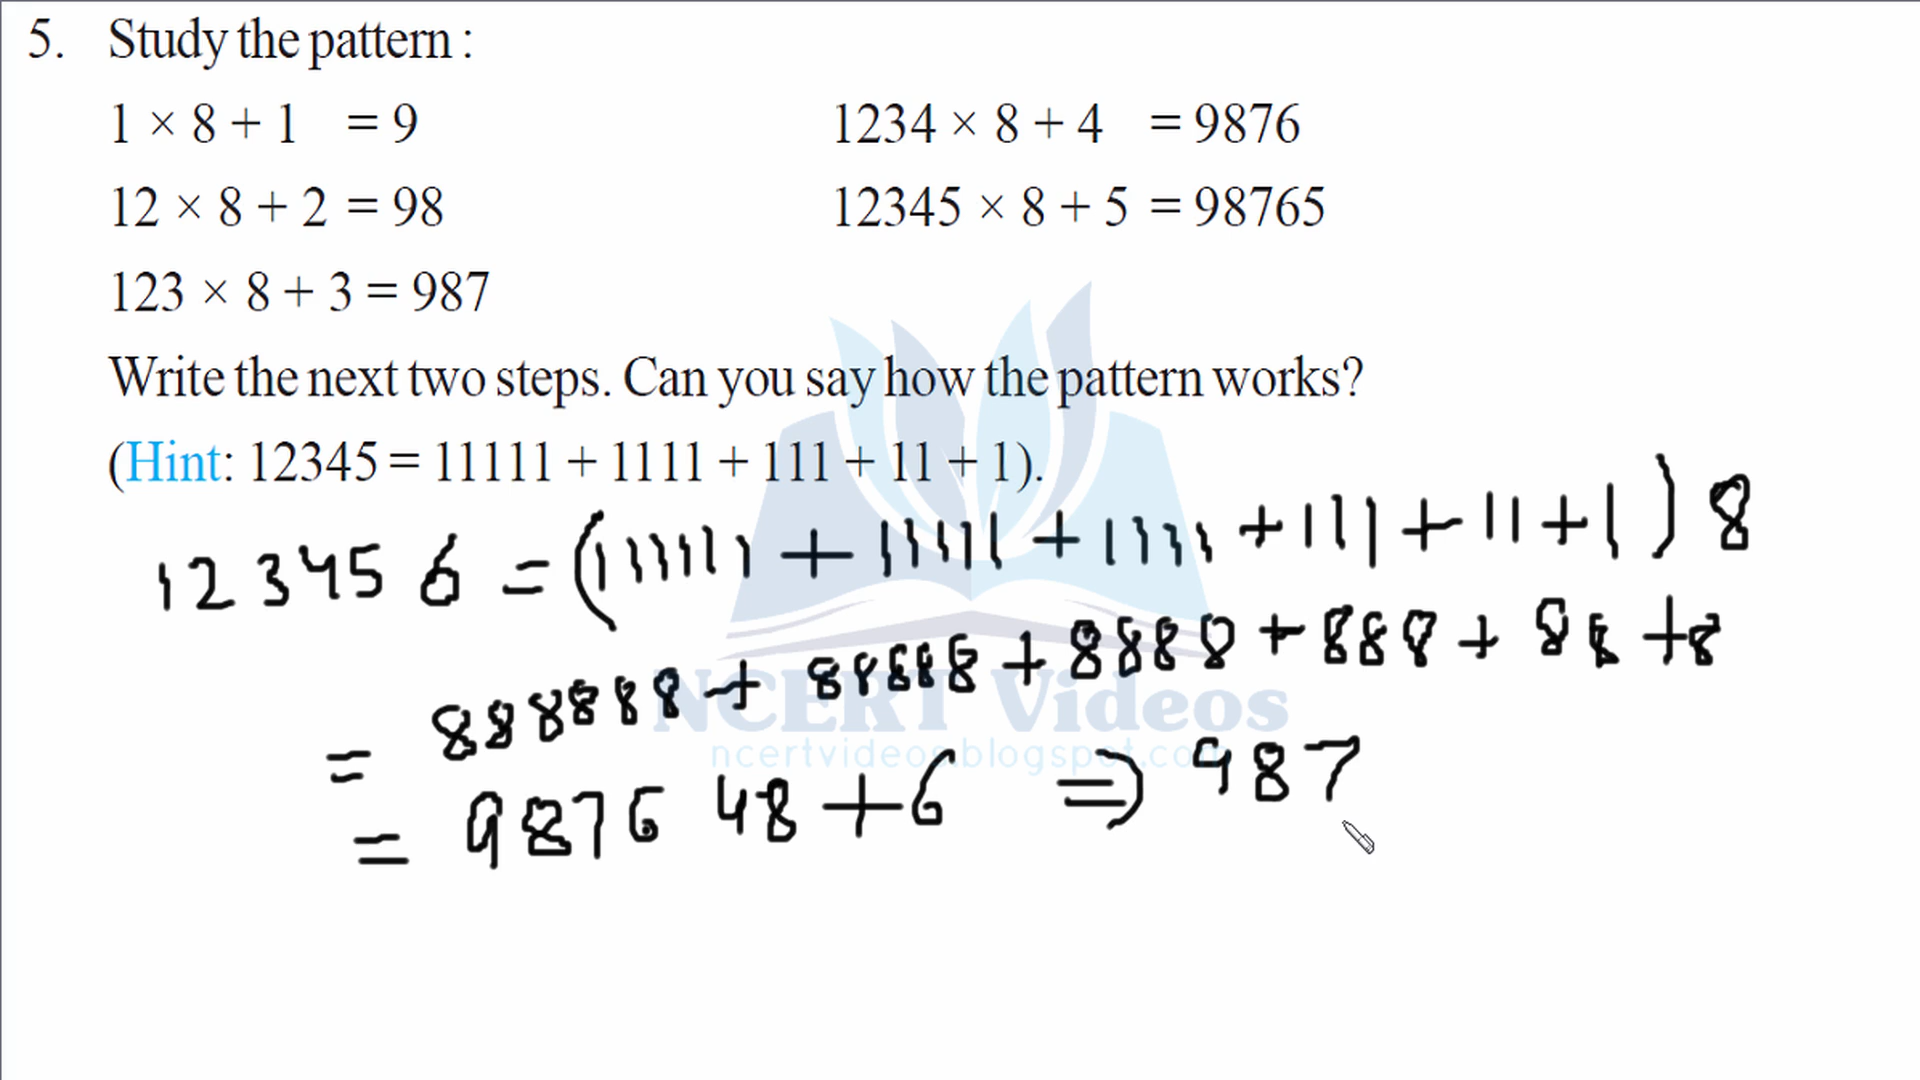 5. Study the pattern :
1 × 8 + 1 = 9
1234 × 8 + 4 = 9876
12 × 8 + 2 = 98
12345 × 8 + 5 = 98765
123 × 8 + 3 = 987
Write the next two steps. Can you say how the pattern works?
(Hint: 12345 = 11111 + 1111 + 111 + 11 + 1).
123456 = (111111 + 11111 + 1111 + 111 + 11 + 1) 8
= 888888 + 88888 + 8888 + 888 + 88 + 8
NCERT Videos
ncertvideos.blogspot.com
= 987648 + 6 ⇒ 987